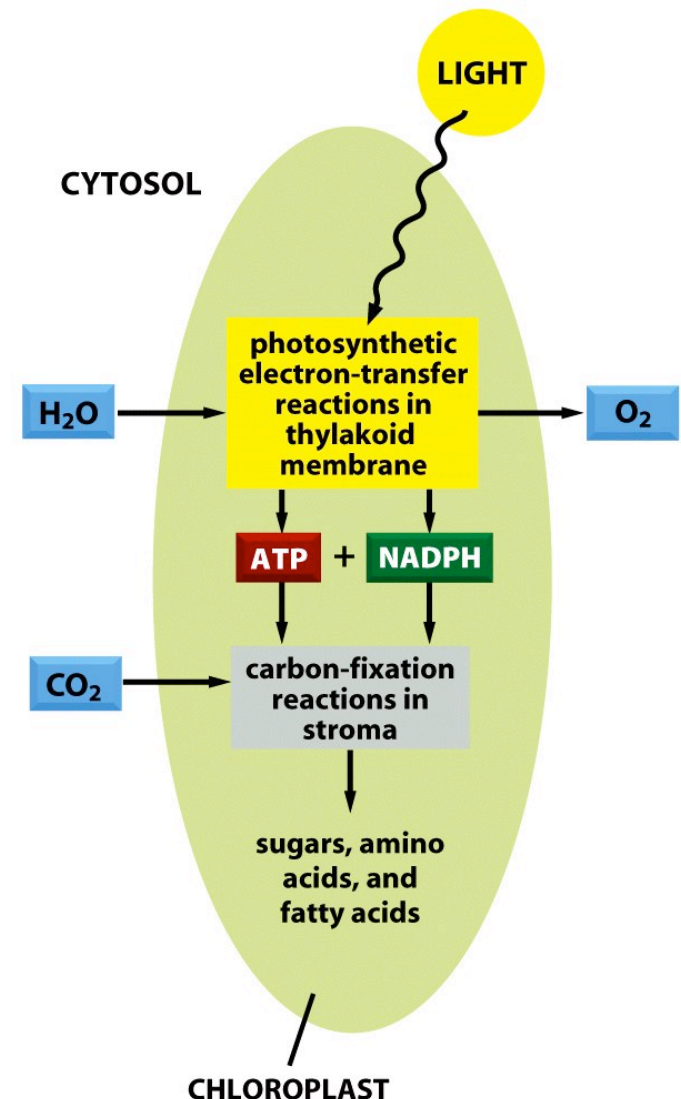 LIGHT
CYTOSOL
photosynthetic
electron-transfer
reactions in
thylakoid
membrane
H₂O
O₂
ATP + NADPH
CO₂
carbon-fixation
reactions in
stroma
sugars, amino
acids, and
fatty acids
CHLOROPLAST